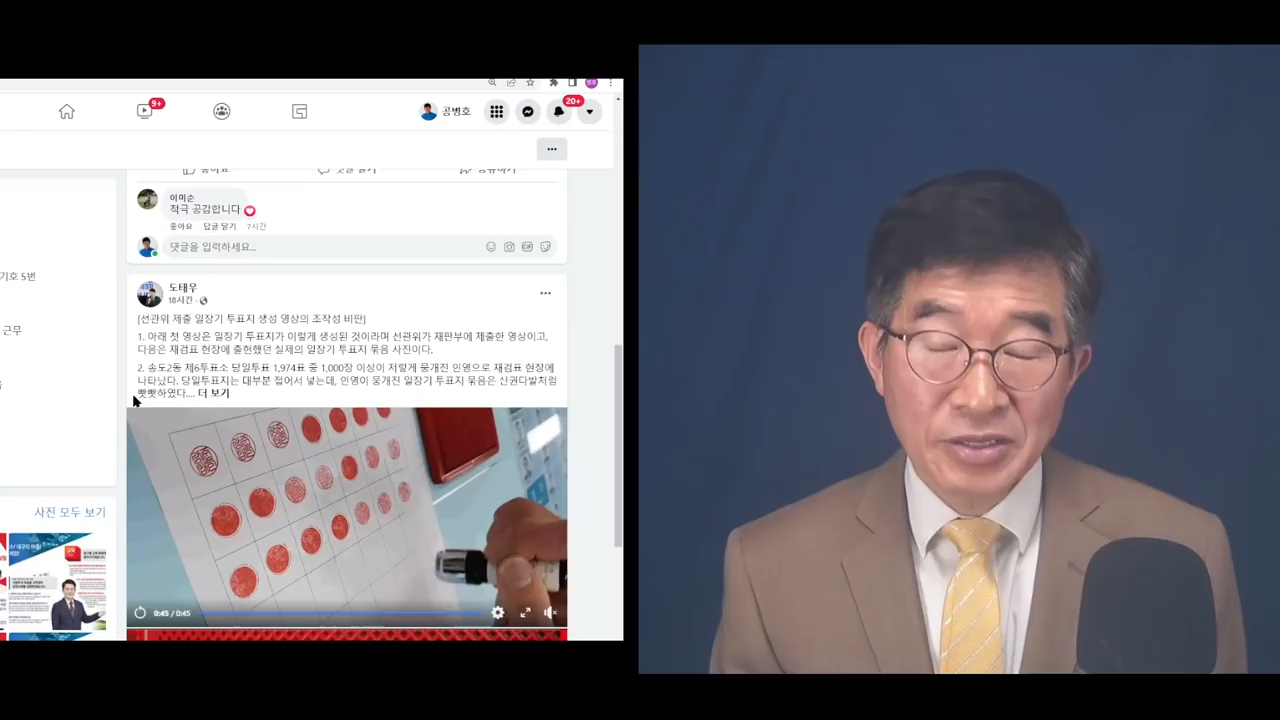 9+
공병호
20+
좋아요
댓글 달기
공유하기
이미순
적극 공감합니다
좋아요 답글 달기 7시간
댓글을 입력하세요...
기호 5번
근무
도태우
18시간
[선관위 제출 일장기 투표지 생성 영상의 조작성 비판]
1. 아래 첫 영상은 일장기 투표지가 이렇게 생성된 것이라며 선관위가 재판부에 제출한 영상이고,
다음은 재검표 현장에 출현했던 실제의 일장기 투표지 묶음 사진이다.
2. 송도2동 제6투표소 당일투표 1,974표 중 1,000장 이상이 저렇게 뭉개진 인영으로 재검표 현장에
나타났다. 당일투표지는 대부분 접어서 넣는데, 인영이 뭉개진 일장기 투표지 묶음은 신권다발처럼
빳빳하였다.... 더 보기
사진 모두 보기
0:45 / 0:45